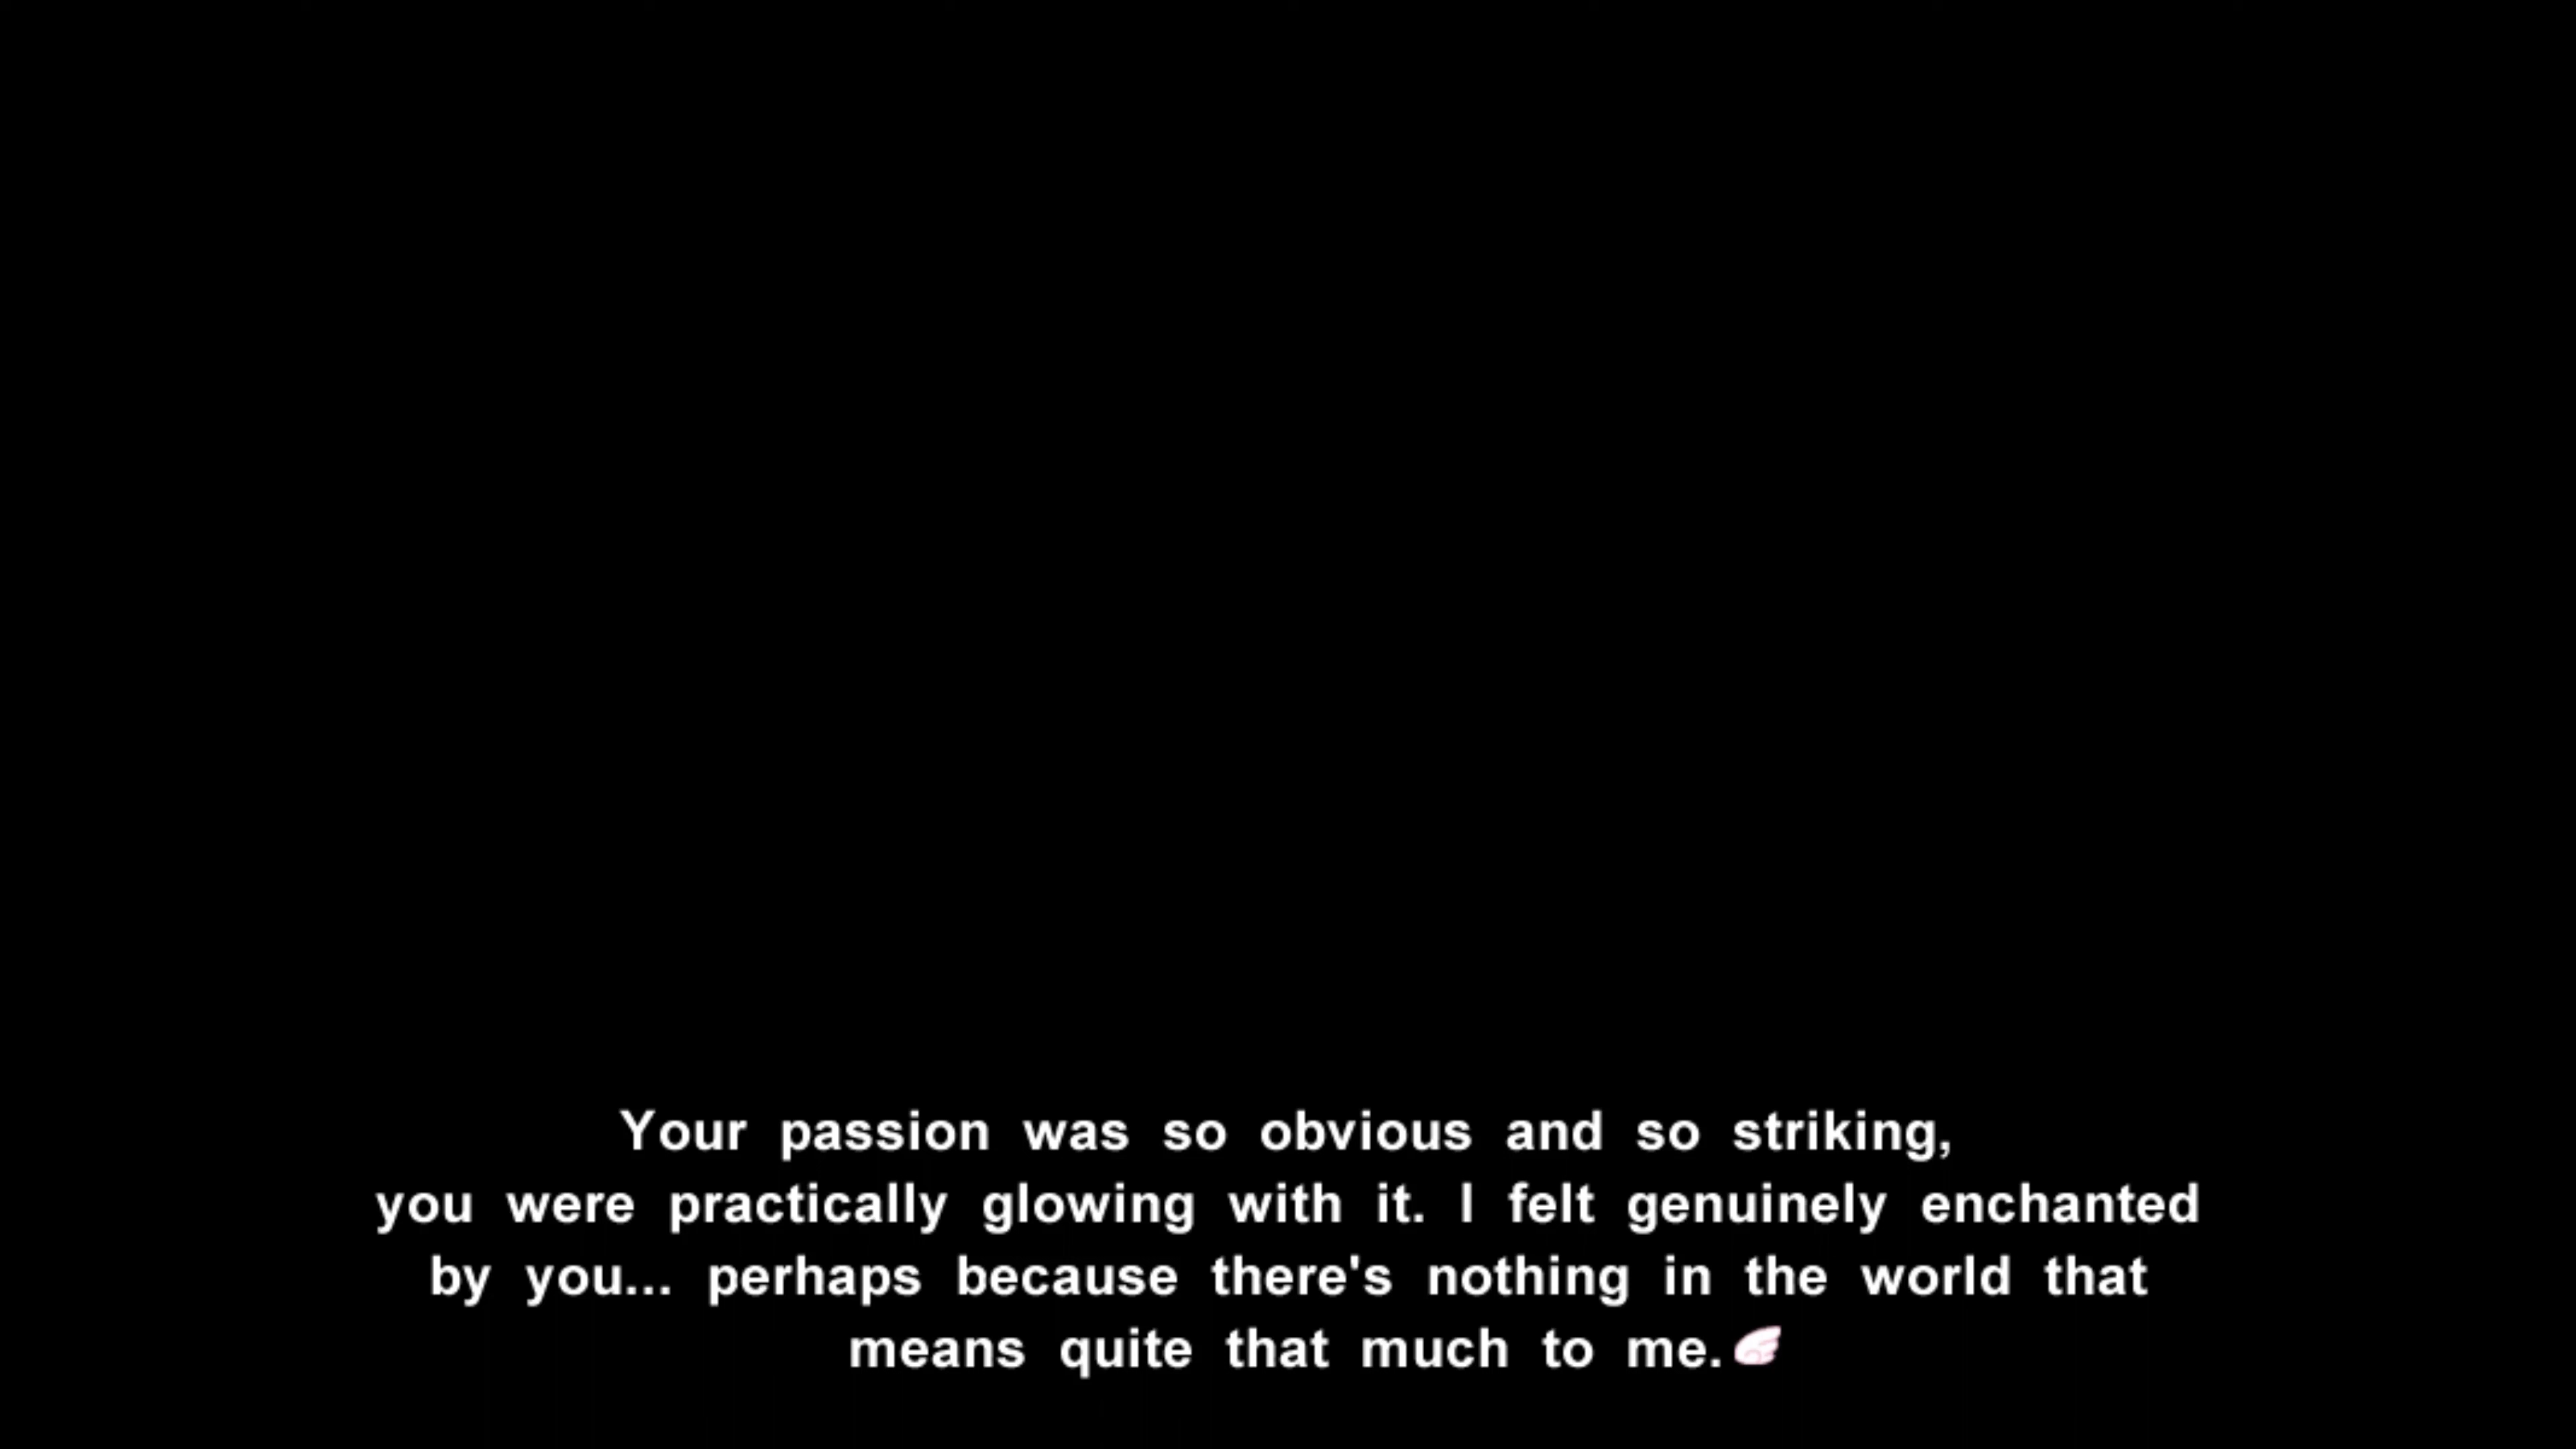 Your passion was so obvious and so striking,
you were practically glowing with it. I felt genuinely enchanted
by you... perhaps because there's nothing in the world that
means quite that much to me.